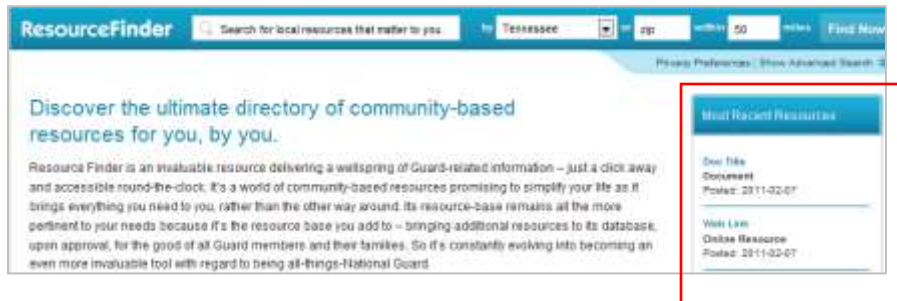 ResourceFinder Search for local resources that matter to you by Tennessee or zip within 50 miles Find Now
Privacy Preferences | Show Advanced Search
Discover the ultimate directory of community-based
resources for you, by you.
Resource Finder is an invaluable resource delivering a wellspring of Guard-related information – just a click away
and accessible round-the-clock. It's a world of community-based resources promising to simplify your life as it
brings everything you need to you, rather than the other way around. Its resource-base remains all the more
pertinent to your needs because it's the resource base you add to – bringing additional resources to its database,
upon approval, for the good of all Guard members and their families. So it's constantly evolving into becoming an
even more invaluable tool with regard to being all-things-National Guard.
Most Recent Resources
Doc Title
Document
Posted: 2011-02-07
Web Link
Online Resource
Posted: 2011-02-07